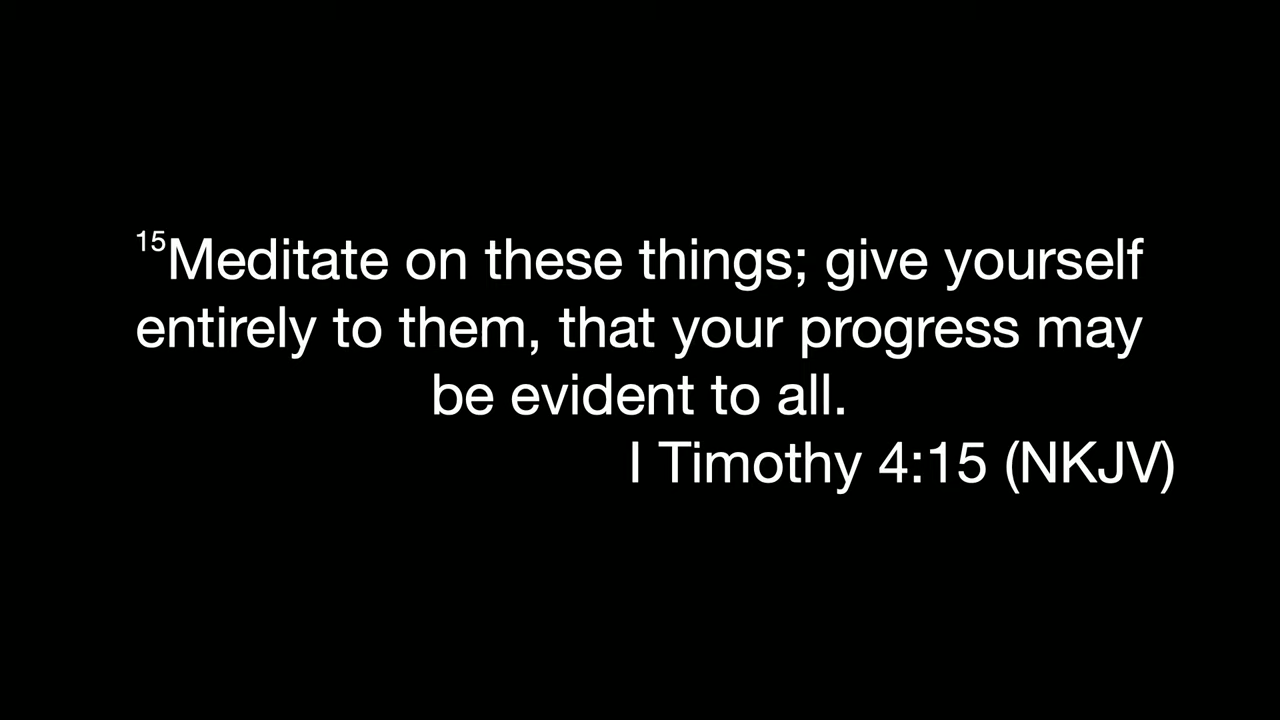 15Meditate on these things; give yourself
entirely to them, that your progress may
be evident to all.
I Timothy 4:15 (NKJV)